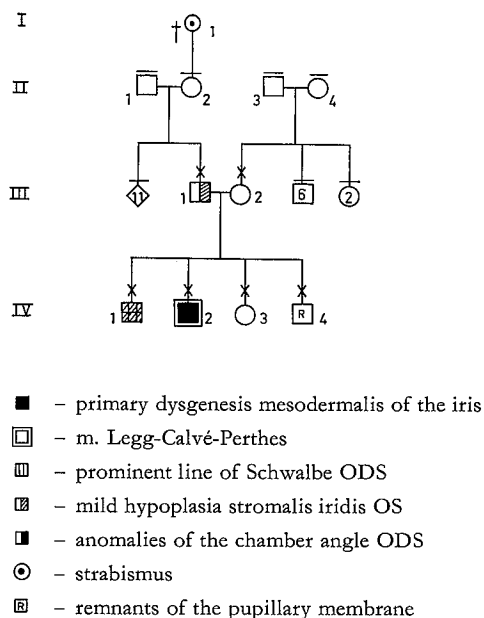 I
† 1
II
1 2 3 4
III
11 1 2 6 2
IV
1 2 3 R 4
– primary dysgenesis mesodermalis of the iris
– m. Legg-Calvé-Perthes
– prominent line of Schwalbe ODS
– mild hypoplasia stromalis iridis OS
– anomalies of the chamber angle ODS
– strabismus
R – remnants of the pupillary membrane